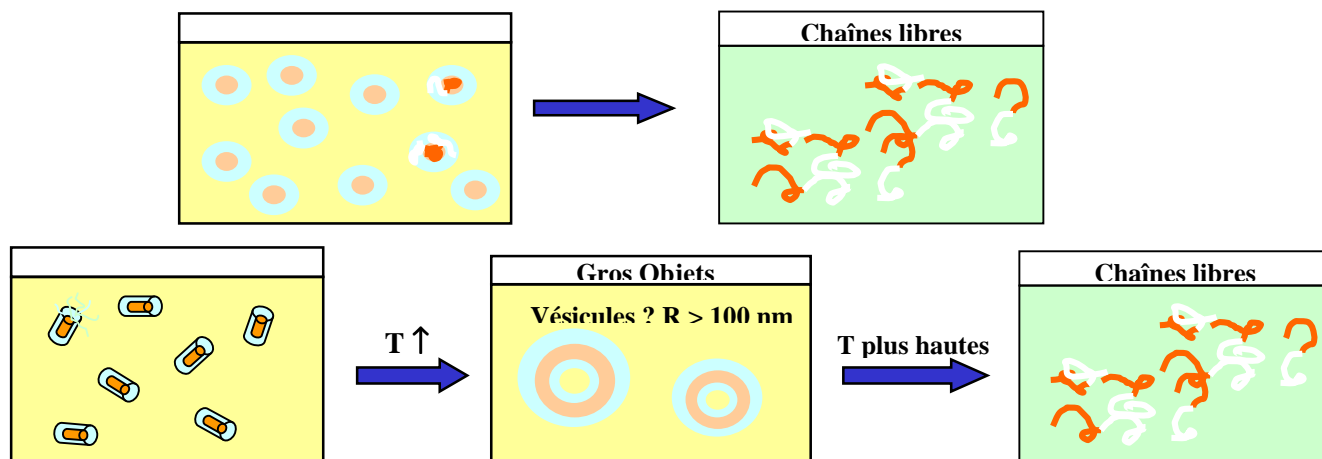 Chaînes libres
Gros Objets
Chaînes libres
Vésicules ? R > 100 nm
T ↑
T plus hautes